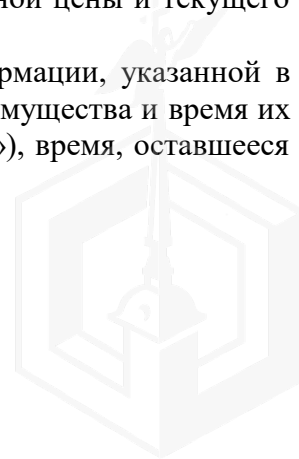 ной цены и текущего
рмации, указанной в
мущества и время их
»), время, оставшееся